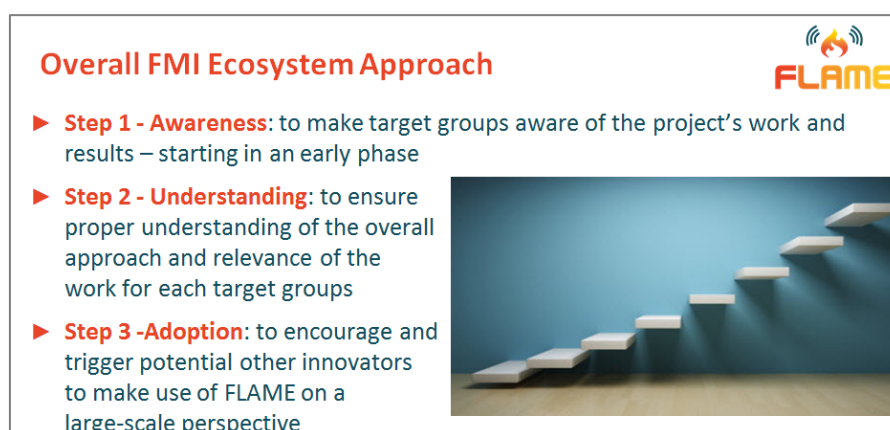 Overall FMI Ecosystem Approach
FLAME
► Step 1 - Awareness: to make target groups aware of the project’s work and
results – starting in an early phase
► Step 2 - Understanding: to ensure
proper understanding of the overall
approach and relevance of the
work for each target groups
► Step 3 -Adoption: to encourage and
trigger potential other innovators
to make use of FLAME on a
large-scale perspective